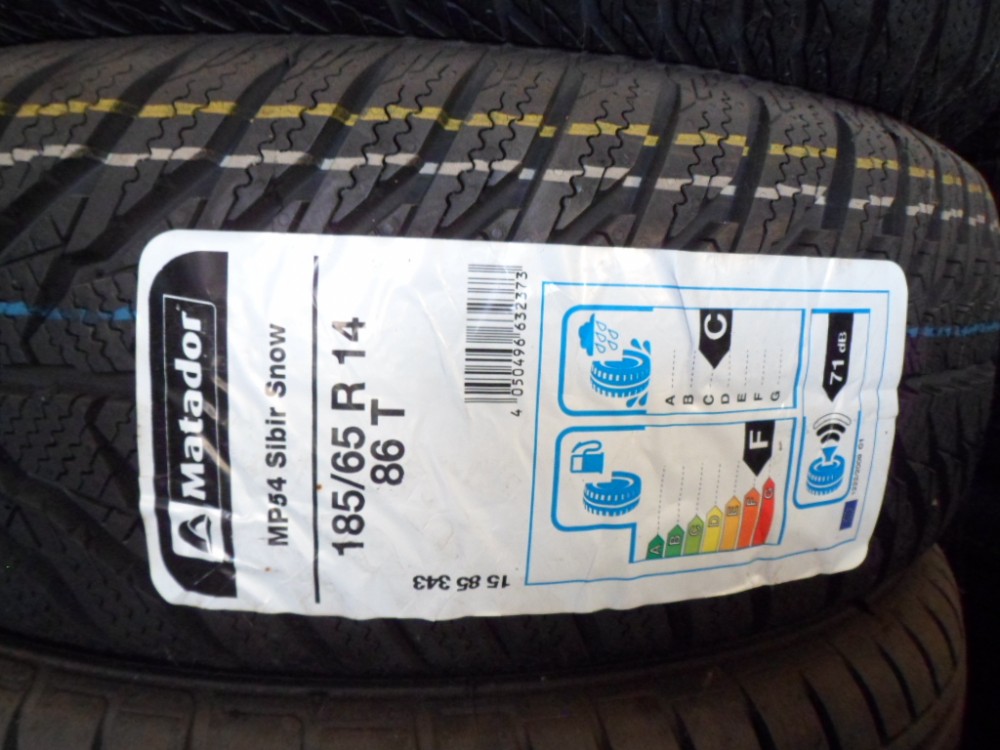 Matador
MP54 Sibir Snow
185/65 R 14
86 T
15 85 343
4 050496 632373
F
A
B
C
D
E
F
G
C
A
B
C
D
E
F
G
71 dB